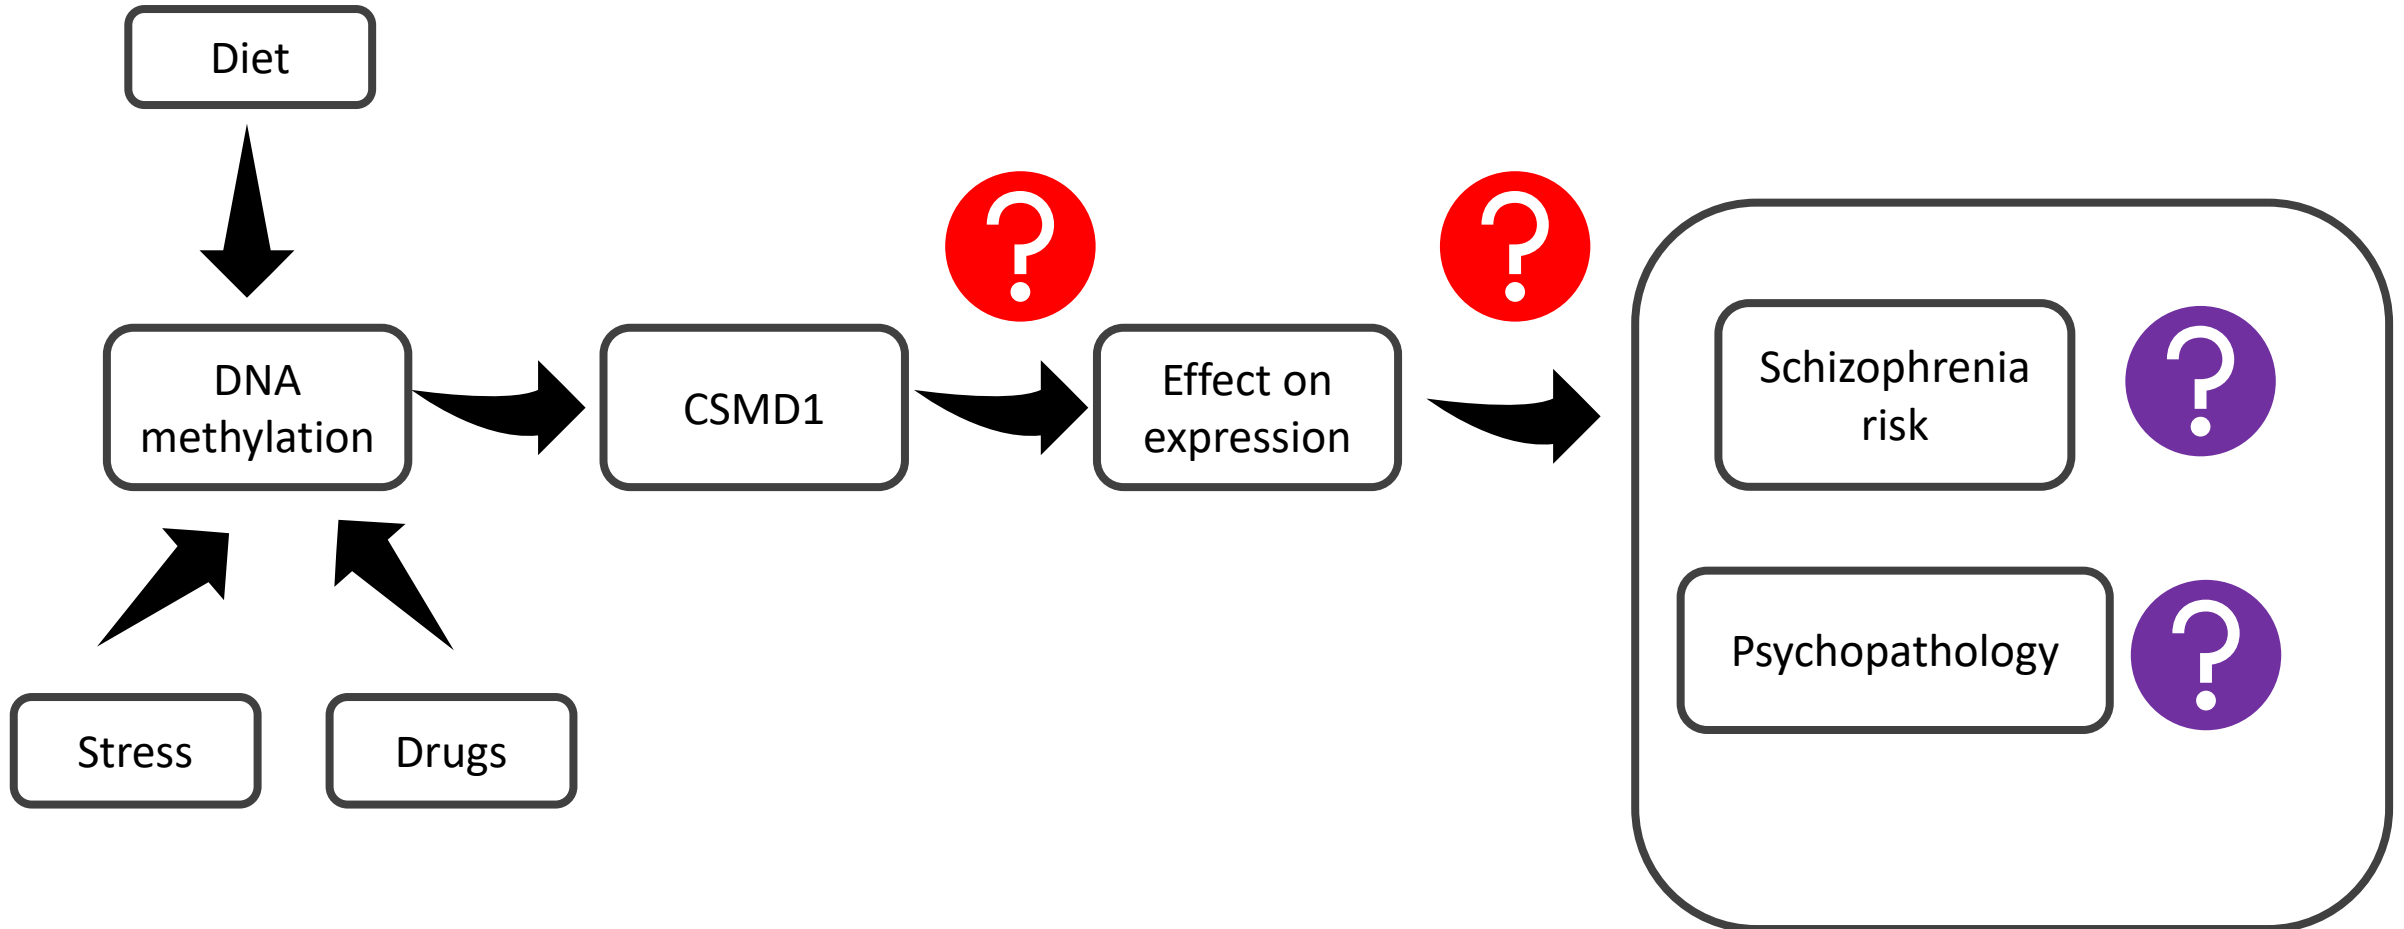 Diet
DNA
methylation
CSMD1
?
Effect on
expression
?
Schizophrenia
risk
?
Psychopathology
?
Stress
Drugs